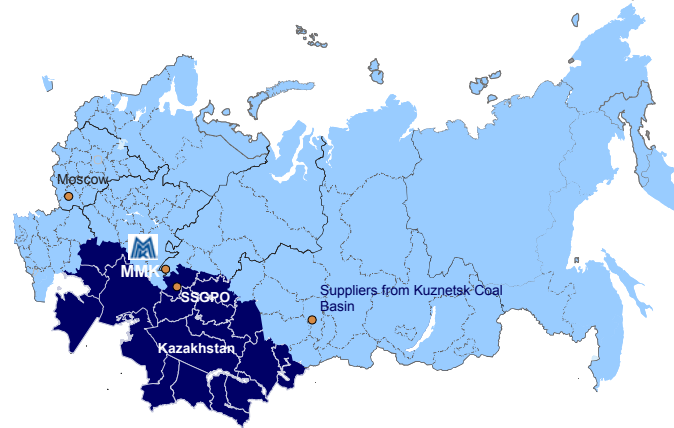 Moscow
MMK
SSGPO
Suppliers from Kuznetsk Coal
Basin
Kazakhstan